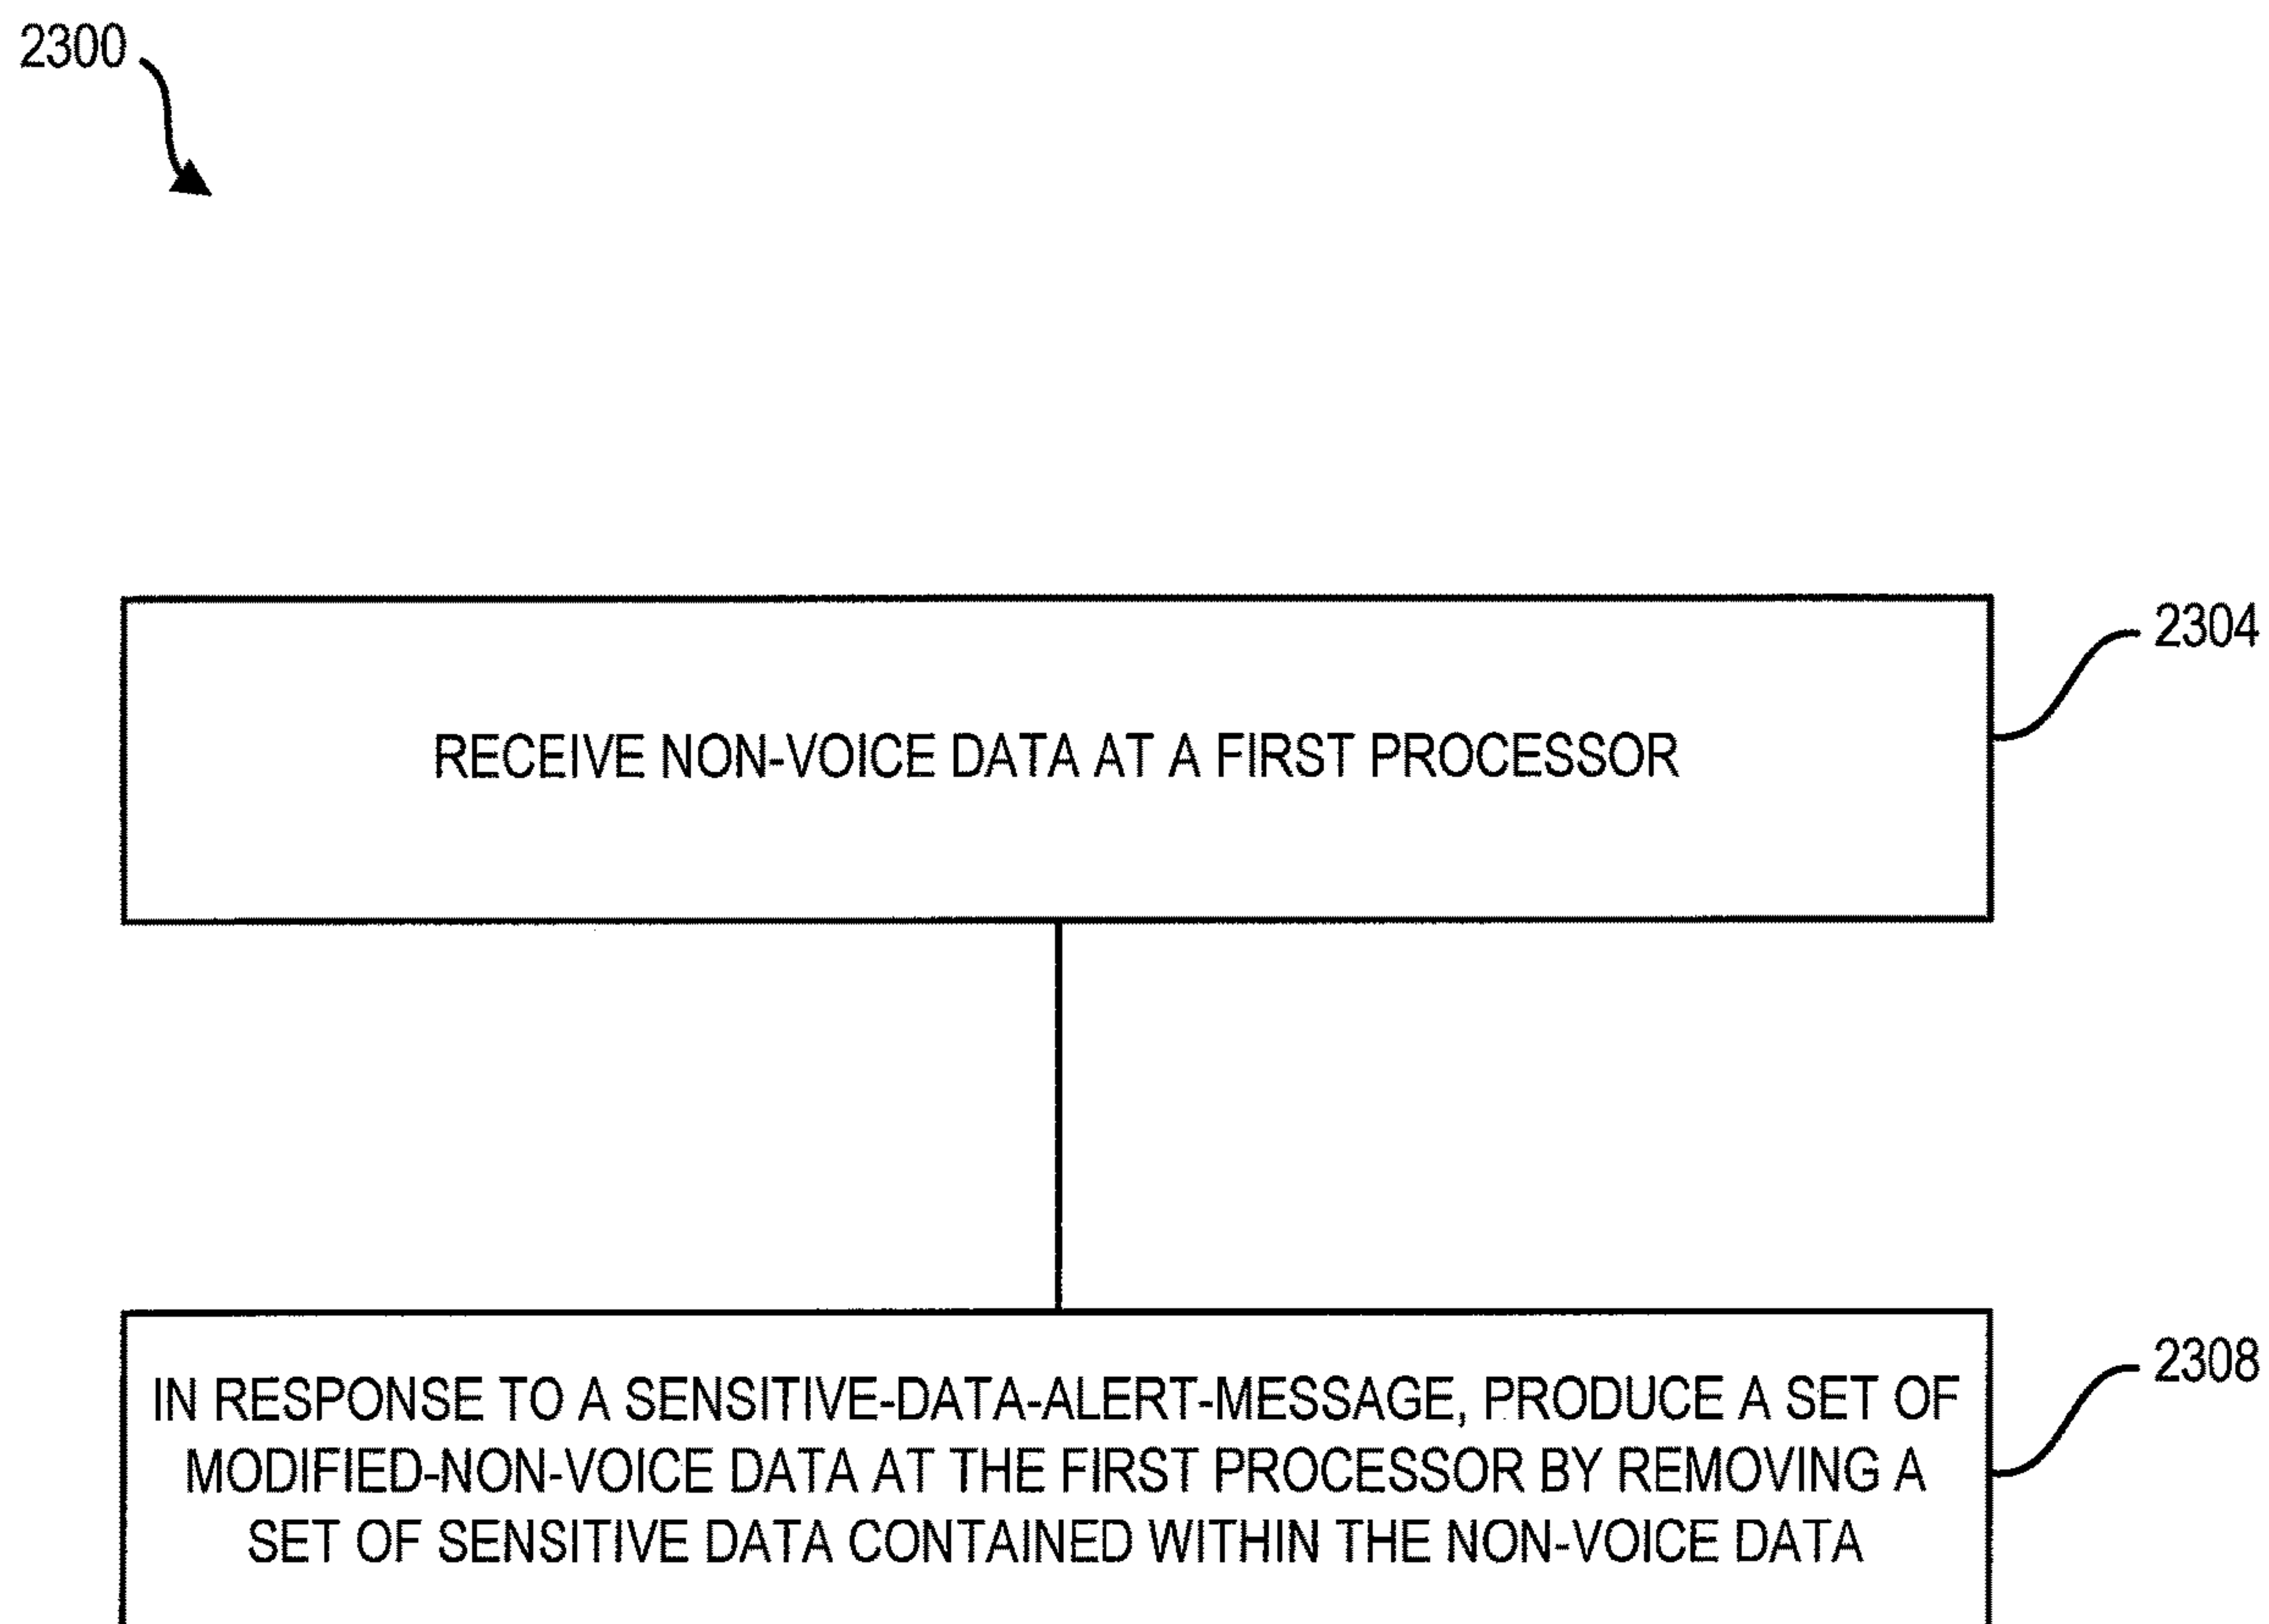 2300
2304
RECEIVE NON-VOICE DATA AT A FIRST PROCESSOR
2308
IN RESPONSE TO A SENSITIVE-DATA-ALERT-MESSAGE, PRODUCE A SET OF
MODIFIED-NON-VOICE DATA AT THE FIRST PROCESSOR BY REMOVING A
SET OF SENSITIVE DATA CONTAINED WITHIN THE NON-VOICE DATA